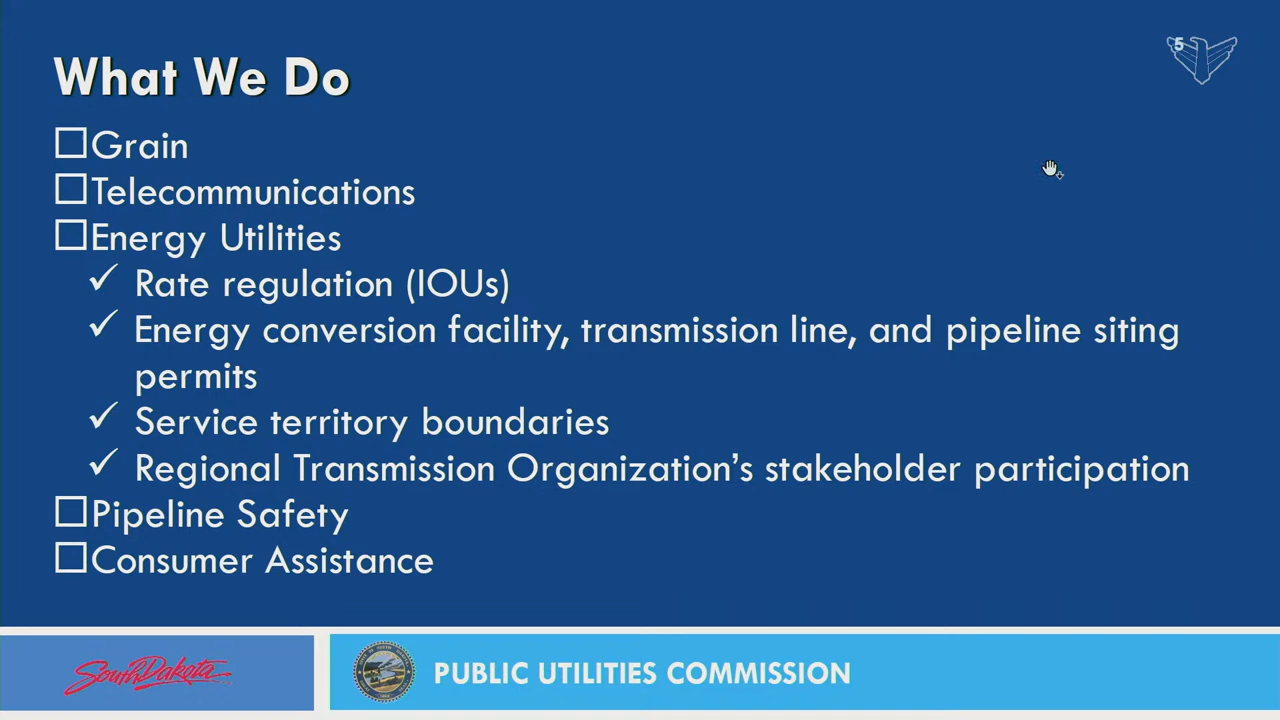 5
What We Do
Grain
Telecommunications
Energy Utilities
Rate regulation (IOUs)
Energy conversion facility, transmission line, and pipeline siting
permits
Service territory boundaries
Regional Transmission Organization’s stakeholder participation
Pipeline Safety
Consumer Assistance
South Dakota
PUBLIC UTILITIES COMMISSION